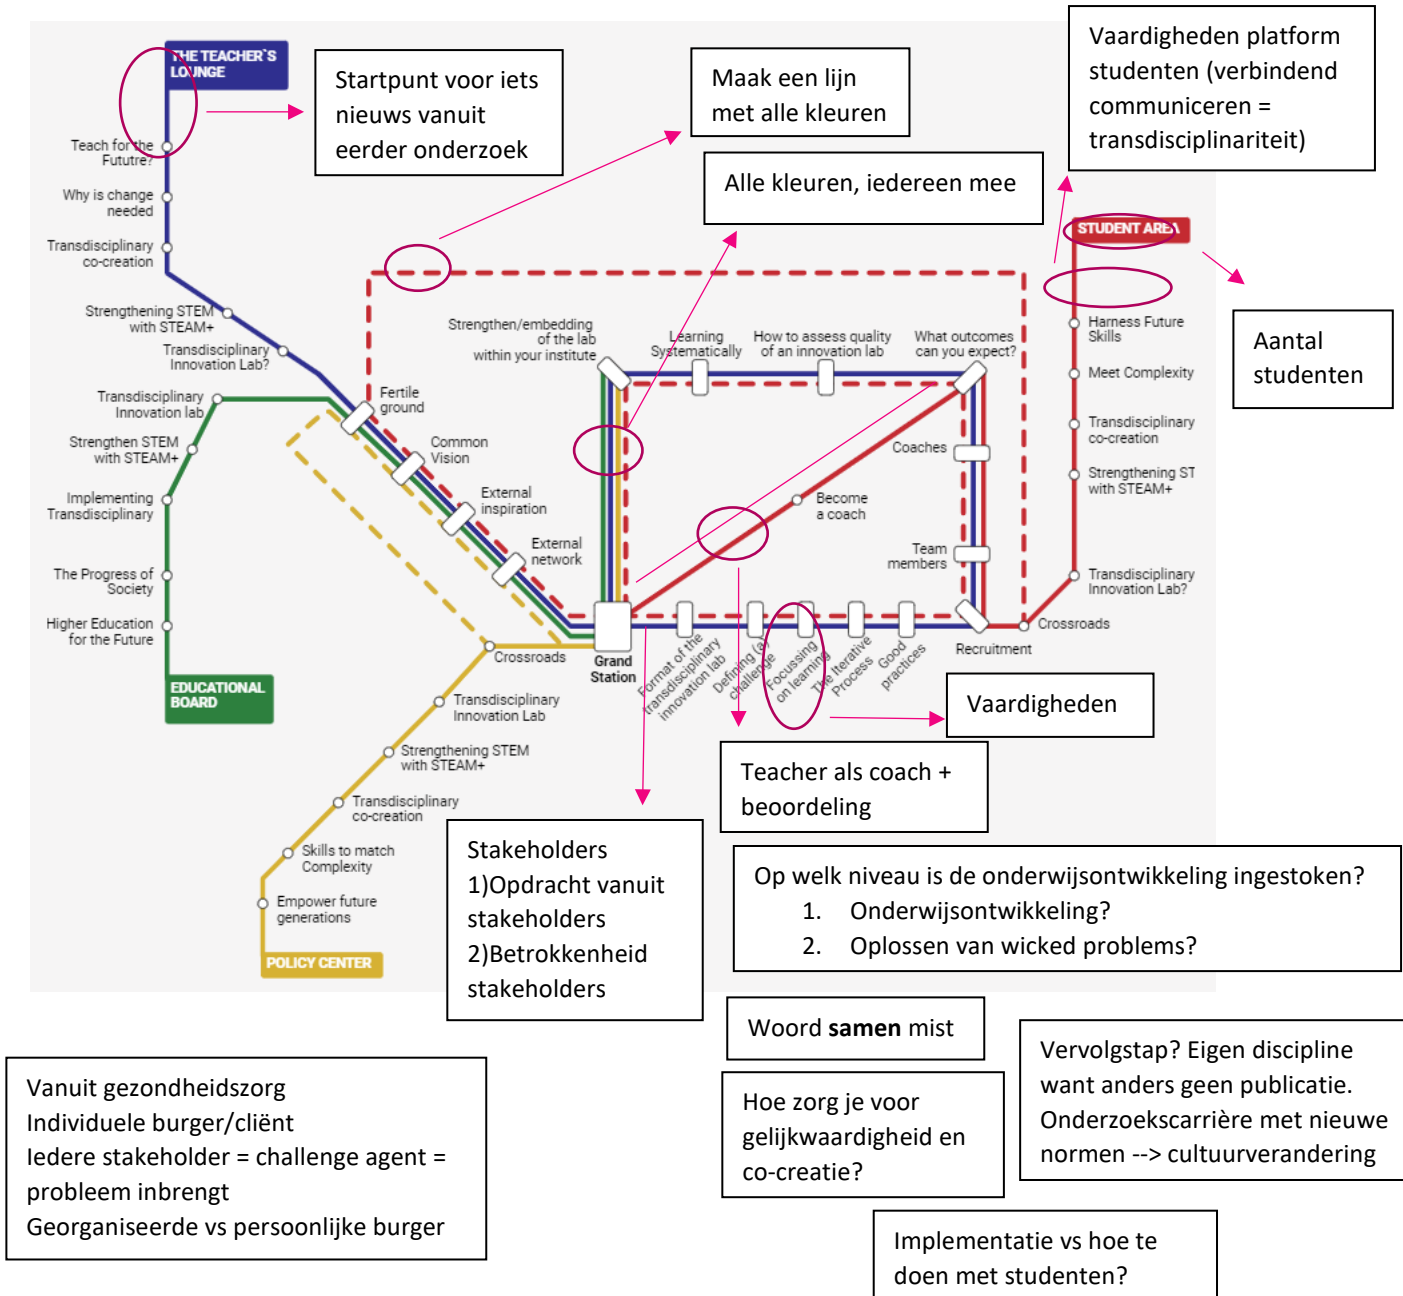 THE TEACHER`S
LOUNGE
Startpunt voor iets
nieuws vanuit
eerder onderzoek
Maak een lijn
met alle kleuren
Vaardigheden platform
studenten (verbindend
communiceren =
transdisciplinariteit)
Alle kleuren, iedereen mee
Teach for the
Fututre?
Why is change
needed
Transdisciplinary
co-creation
Strengthening STEM
with STEAM+
Transdisciplinary
Innovation Lab?
STUDENT AREA
Aantal
studenten
Harness Future
Skills
Meet Complexity
Transdisciplinary
co-creation
Strengthening ST
with STEAM+
Transdisciplinary
Innovation Lab?
Crossroads
Strengthen/embedding
of the lab
within your institute
Learning
Systematically
How to assess quality
of an innovation lab
What outcomes
can you expect?
Coaches
Become
a coach
Team
members
Recruitment
Transdisciplinary
Innovation lab
Strengthen STEM
with STEAM+
Implementing
Transdisciplinary
The Progress of
Society
Higher Education
for the Future
EDUCATIONAL
BOARD
Fertile
ground
Common
Vision
External
inspiration
External
network
Crossroads
Grand
Station
Format of the
transdisciplinary
innovation lab
Defining (a)
challenge
Focussing
on learning
The Iterative
Process
Good
practices
Transdisciplinary
Innovation Lab
Strengthening STEM
with STEAM+
Transdisciplinary
co-creation
Skills to match
Complexity
Empower future
generations
POLICY CENTER
Vaardigheden
Teacher als coach +
beoordeling
Stakeholders
1)Opdracht vanuit
stakeholders
2)Betrokkenheid
stakeholders
Op welk niveau is de onderwijsontwikkeling ingestoken?
1. Onderwijsontwikkeling?
2. Oplossen van wicked problems?
Woord samen mist
Vervolgstap? Eigen discipline
want anders geen publicatie.
Onderzoekscarrière met nieuwe
normen --> cultuurverandering
Vanuit gezondheidszorg
Individuele burger/cliënt
Iedere stakeholder = challenge agent =
probleem inbrengt
Georganiseerde vs persoonlijke burger
Hoe zorg je voor
gelijkwaardigheid en
co-creatie?
Implementatie vs hoe te
doen met studenten?